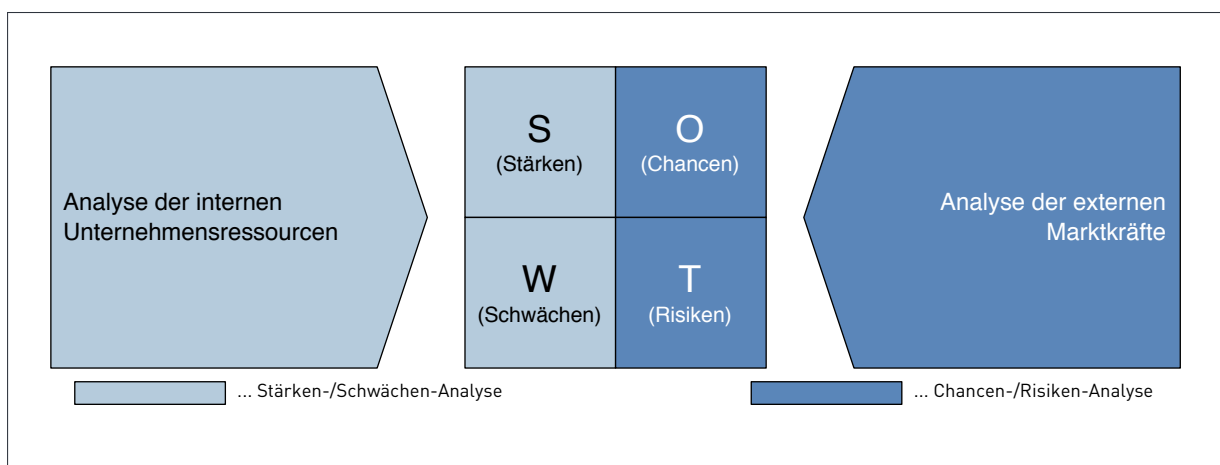 Analyse der internen
Unternehmensressourcen
S
(Stärken)
O
(Chancen)
W
(Schwächen)
T
(Risiken)
Analyse der externen
Marktkräfte
... Stärken-/Schwächen-Analyse
... Chancen-/Risiken-Analyse